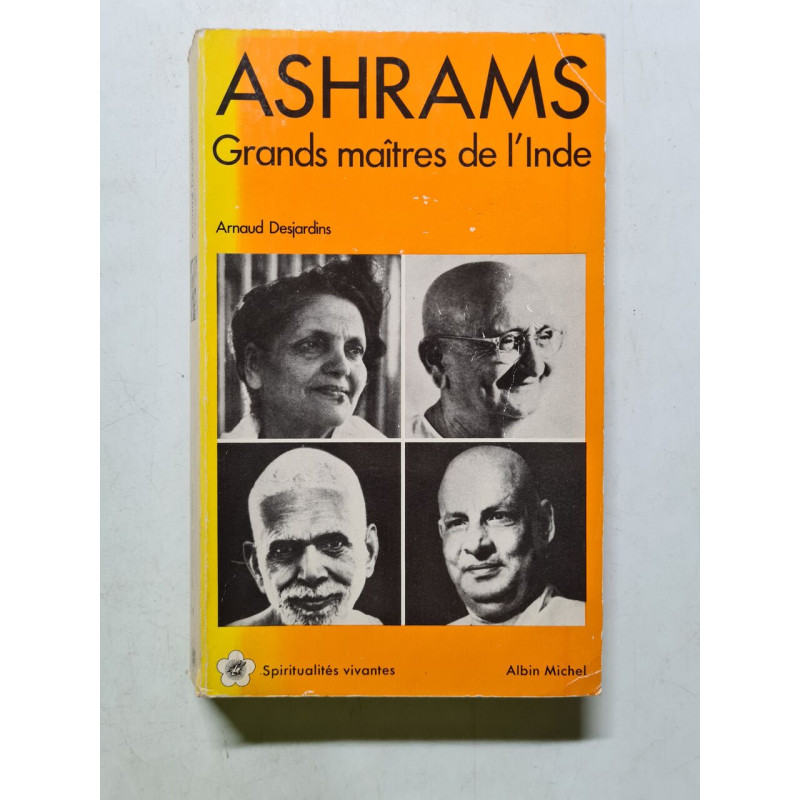 ASHRAMS
Grands maîtres de l'Inde
Arnaud Desjardins
Spiritualités vivantes
Albin Michel